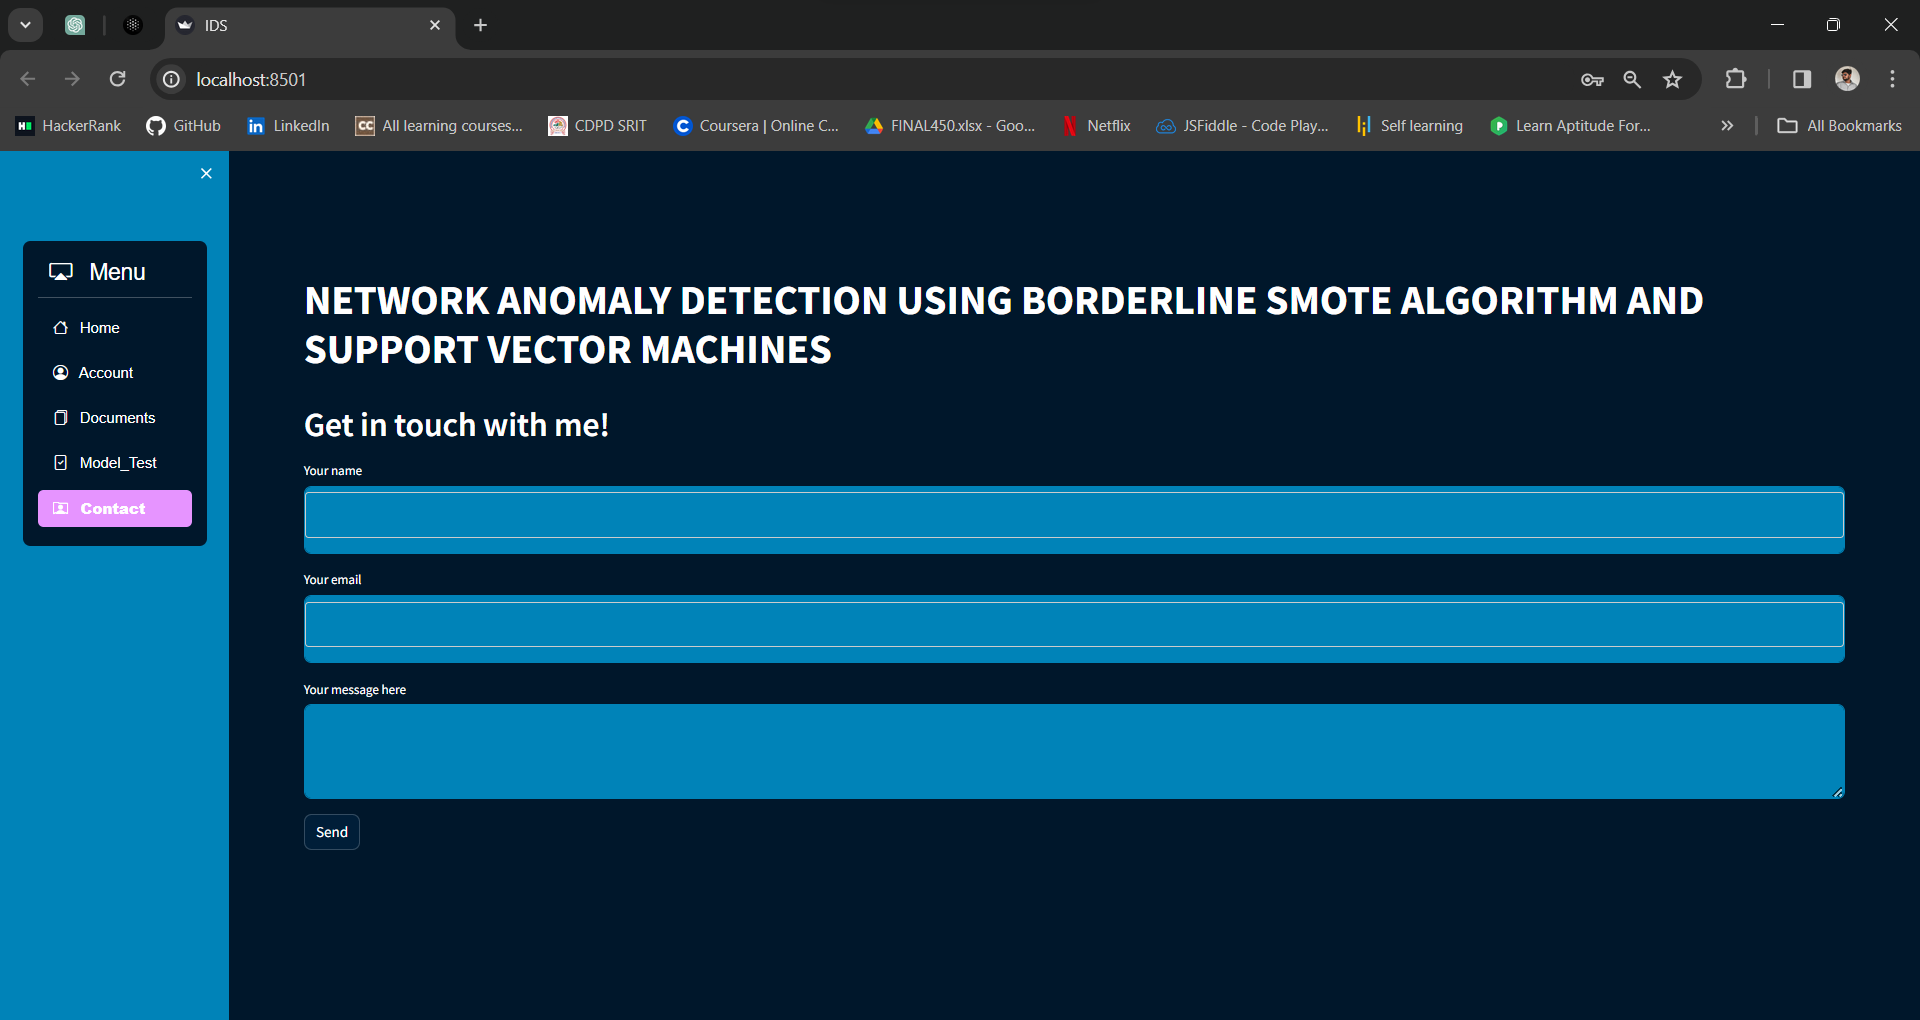 IDS
localhost:8501
HackerRank GitHub LinkedIn All learning courses... CDPD SRIT Coursera | Online C... FINAL450.xlsx - Goo... Netflix JSFiddle - Code Play... Self learning Learn Aptitude For... All Bookmarks
Menu
Home
Account
Documents
Model_Test
Contact
NETWORK ANOMALY DETECTION USING BORDERLINE SMOTE ALGORITHM AND
SUPPORT VECTOR MACHINES
Get in touch with me!
Your name
Your email
Your message here
Send